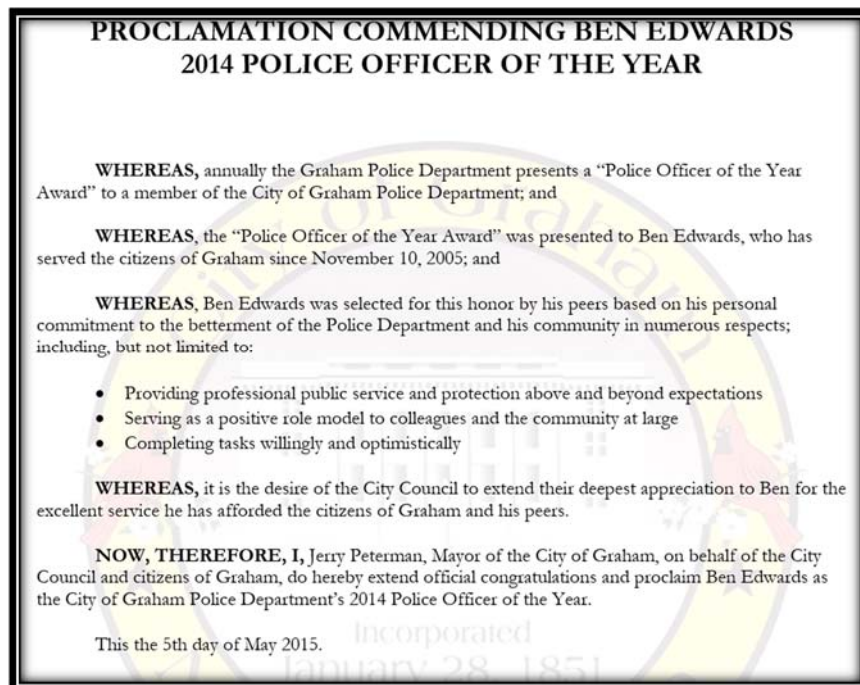 PROCLAMATION COMMENDING BEN EDWARDS
2014 POLICE OFFICER OF THE YEAR
WHEREAS, annually the Graham Police Department presents a “Police Officer of the Year
Award” to a member of the City of Graham Police Department; and
WHEREAS, the “Police Officer of the Year Award” was presented to Ben Edwards, who has
served the citizens of Graham since November 10, 2005; and
WHEREAS, Ben Edwards was selected for this honor by his peers based on his personal
commitment to the betterment of the Police Department and his community in numerous respects;
including, but not limited to:
• Providing professional public service and protection above and beyond expectations
• Serving as a positive role model to colleagues and the community at large
• Completing tasks willingly and optimistically
WHEREAS, it is the desire of the City Council to extend their deepest appreciation to Ben for the
excellent service he has afforded the citizens of Graham and his peers.
NOW, THEREFORE, I, Jerry Peterman, Mayor of the City of Graham, on behalf of the City
Council and citizens of Graham, do hereby extend official congratulations and proclaim Ben Edwards as
the City of Graham Police Department’s 2014 Police Officer of the Year.
This the 5th day of May 2015.
City of Graham
Incorporated
January 28, 1851